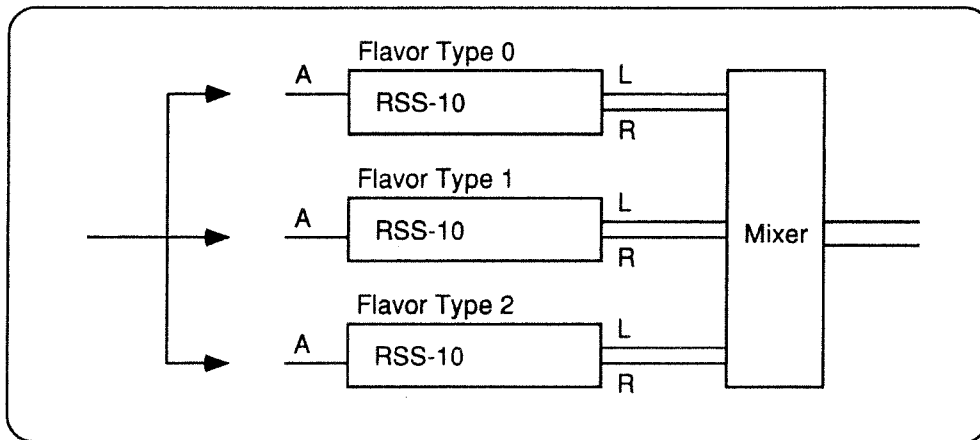 Flavor Type 0
A
RSS-10
L
R
Flavor Type 1
A
RSS-10
L
R
Mixer
Flavor Type 2
A
RSS-10
L
R